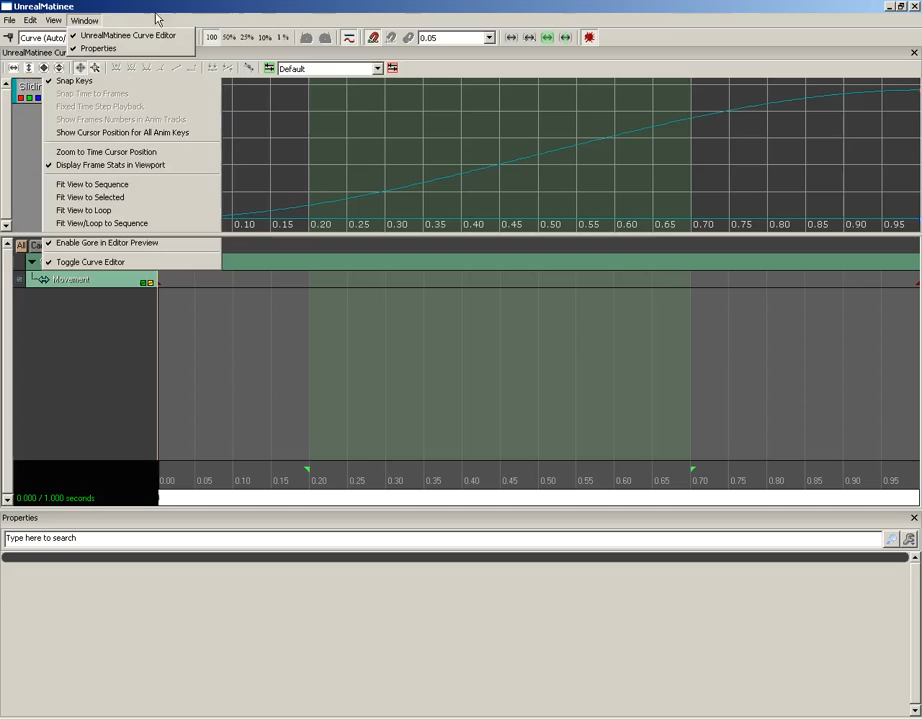 UnrealMatinee
File Edit View Window
Curve (Auto/ 100 50% 25% 10% 1% 0.05
UnrealMatinee Curve Editor
Properties
UnrealMatinee Cur
Default
Snap Keys
Slidin
Snap Time to Frames
Fixed Time Step Playback
Show Frames Numbers in Anim Tracks
Show Cursor Position for All Anim Keys
Zoom to Time Cursor Position
Display Frame Stats in Viewport
Fit View to Sequence
Fit View to Selected
Fit View to Loop
Fit View/Loop to Sequence
0.10 0.15 0.20 0.25 0.30 0.35 0.40 0.45 0.50 0.55 0.60 0.65 0.70 0.75 0.80 0.85 0.90 0.95
All Ca
Enable Gore in Editor Preview
Toggle Curve Editor
Movement
0.00 0.05 0.10 0.15 0.20 0.25 0.30 0.35 0.40 0.45 0.50 0.55 0.60 0.65 0.70 0.75 0.80 0.85 0.90 0.95
0.000 / 1.000 seconds
Properties
Type here to search